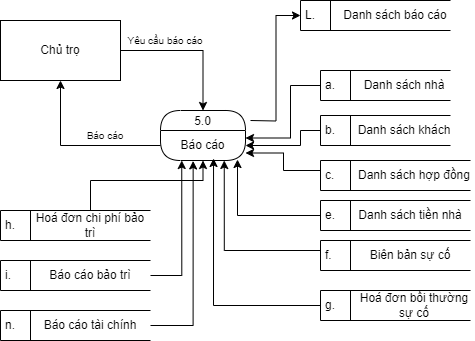 L.
Danh sách báo cáo
Chủ trọ
Yêu cầu báo cáo
a.
Danh sách nhà
5.0
Báo cáo
Báo cáo
b.
Danh sách khách
c.
Danh sách hợp đồng
h.
Hoá đơn chi phí bảo
trì
e.
Danh sách tiền nhà
f.
Biên bản sự cố
i.
Báo cáo bảo trì
g.
Hoá đơn bồi thường
sự cố
n.
Báo cáo tài chính